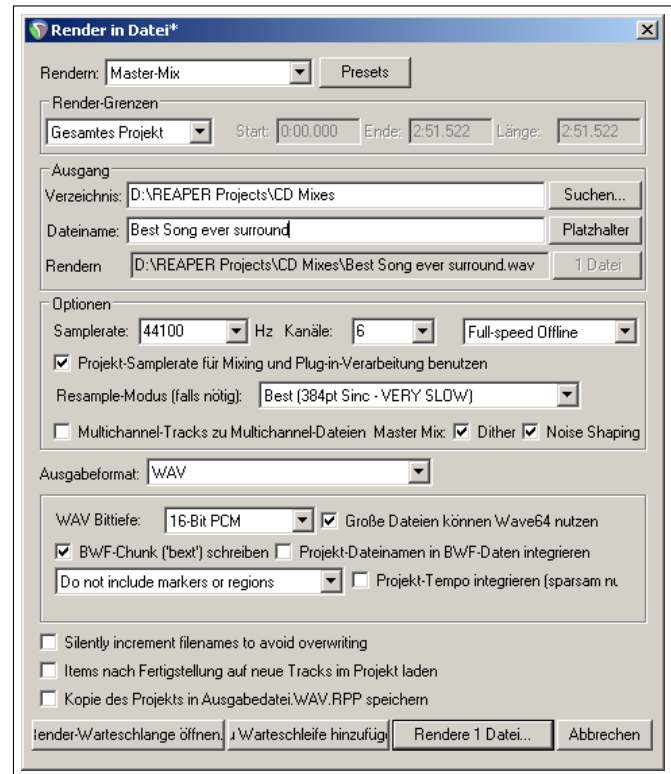 Render in Datei*
Rendern: Master-Mix Presets
Render-Grenzen
Gesamtes Projekt Start: 0:00.000 Ende: 2:51.522 Länge: 2:51.522
Ausgang
Verzeichnis: D:\REAPER Projects\CD Mixes Suchen...
Dateiname: Best Song ever surround Platzhalter
Rendern D:\REAPER Projects\CD Mixes\Best Song ever surround.wav 1 Datei
Optionen
Samplerate: 44100 Hz Kanäle: 6 Full-speed Offline
Projekt-Samplerate für Mixing und Plug-in-Verarbeitung benutzen
Resample-Modus (falls nötig): Best (384pt Sinc - VERY SLOW)
Multichannel-Tracks zu Multichannel-Dateien Master Mix: Dither Noise Shaping
Ausgabeformat: WAV
WAV Bittiefe: 16-Bit PCM Große Dateien können Wave64 nutzen
BWF-Chunk ('bext') schreiben Projekt-Dateinamen in BWF-Daten integrieren
Do not include markers or regions Projekt-Tempo integrieren (sparsam nu
Silently increment filenames to avoid overwriting
Items nach Fertigstellung auf neue Tracks im Projekt laden
Kopie des Projekts in Ausgabedatei.WAV.RPP speichern
lender-Warteschlange öffnen. u Warteschleife hinzufüge Rendere 1 Datei... Abbrechen